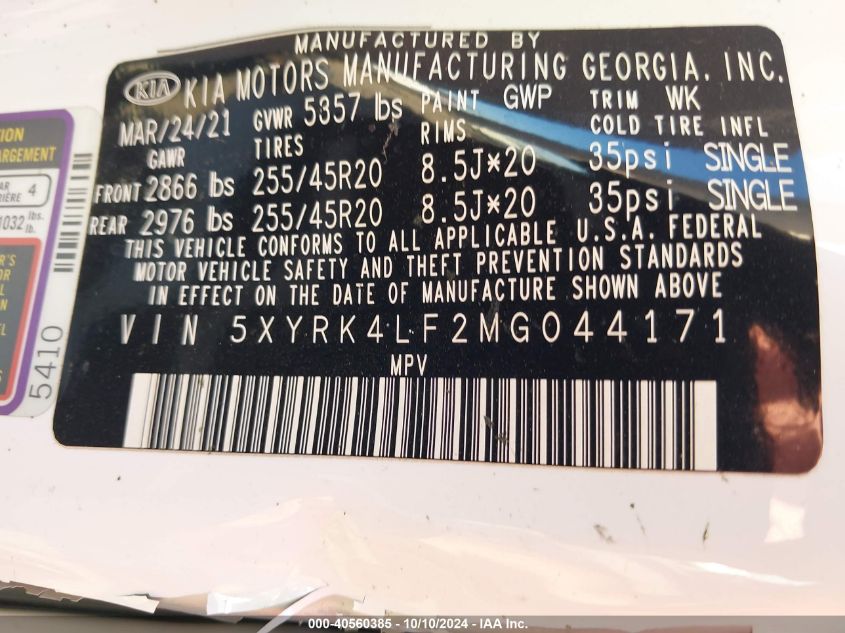 MANUFACTURED BY
KIA KIA MOTORS MANUFACTURING GEORGIA, INC.
MAR/24/21 GVWR 5357 lbs PAINT GWP TRIM WK
GAWR TIRES RIMS COLD TIRE INFL
FRONT 2866 lbs 255/45R20 8.5J×20 35psi SINGLE
REAR 2976 lbs 255/45R20 8.5J×20 35psi SINGLE
THIS VEHICLE CONFORMS TO ALL APPLICABLE U.S.A. FEDERAL
MOTOR VEHICLE SAFETY AND THEFT PREVENTION STANDARDS
IN EFFECT ON THE DATE OF MANUFACTURE SHOWN ABOVE
VIN 5XYRK4LF2MG044171
MPV
4
1032 lbs.
lb.
5410
000-40560385 - 10/10/2024 - IAA Inc.